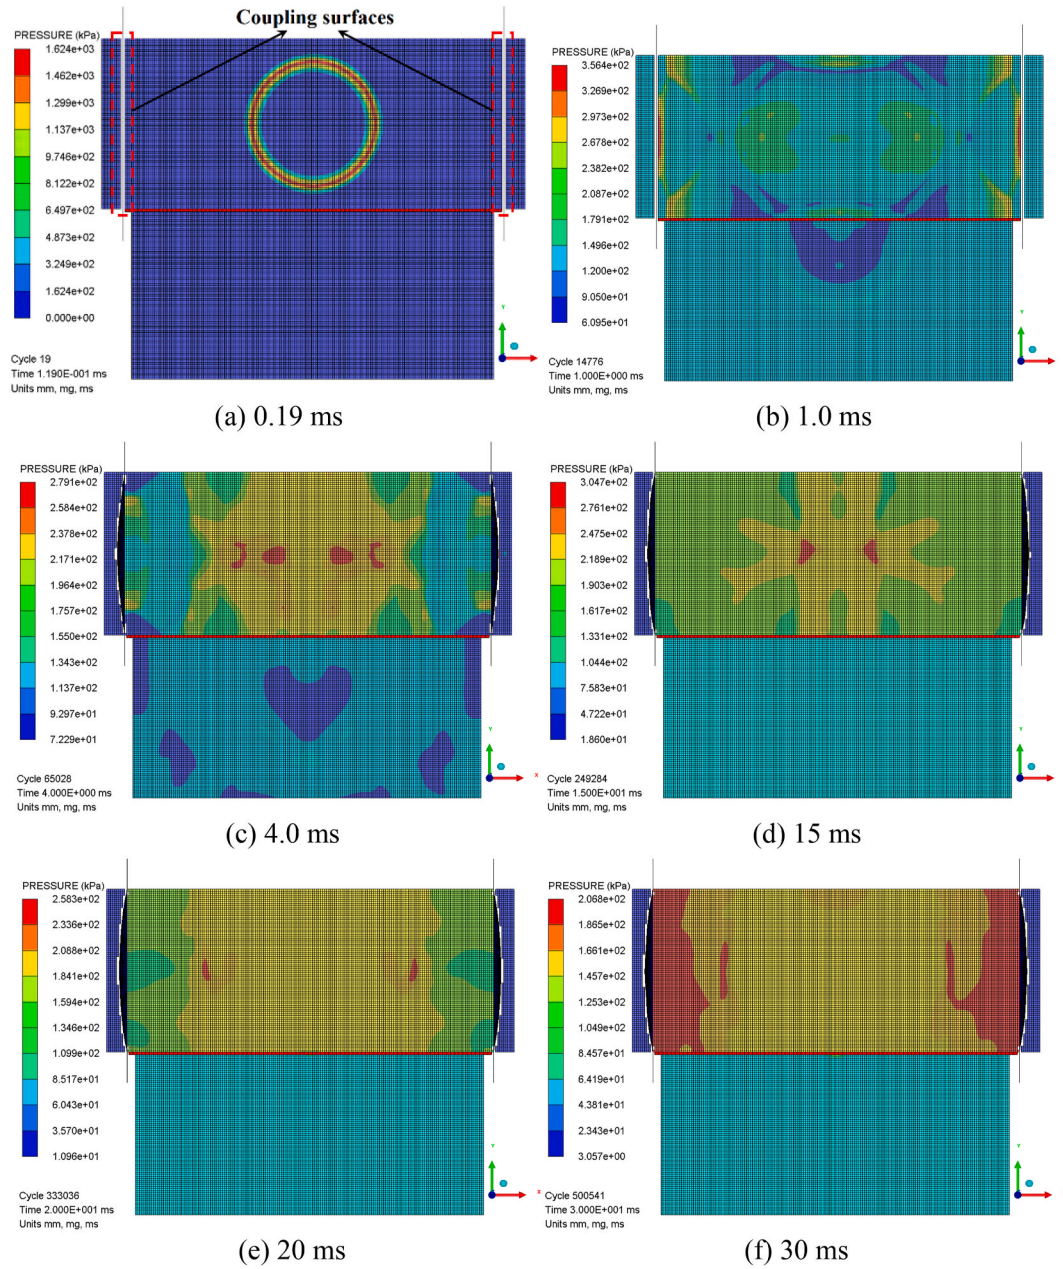 Coupling surfaces
PRESSURE (kPa)
1.624e+03
1.462e+03
1.299e+03
1.137e+03
9.746e+02
8.122e+02
6.497e+02
4.873e+02
3.249e+02
1.624e+02
0.000e+00
Cycle 19
Time 1.190E-001 ms
Units mm, mg, ms
Y
(a) 0.19 ms
PRESSURE (kPa)
3.564e+02
3.269e+02
2.973e+02
2.678e+02
2.382e+02
2.087e+02
1.791e+02
1.496e+02
1.200e+02
9.050e+01
6.095e+01
Cycle 14776
Time 1.000E+000 ms
Units mm, mg, ms
Y
(b) 1.0 ms
PRESSURE (kPa)
2.791e+02
2.584e+02
2.378e+02
2.171e+02
1.964e+02
1.757e+02
1.550e+02
1.343e+02
1.137e+02
9.297e+01
7.229e+01
Cycle 65028
Time 4.000E+000 ms
Units mm, mg, ms
Y
X
(c) 4.0 ms
PRESSURE (kPa)
3.047e+02
2.761e+02
2.475e+02
2.189e+02
1.903e+02
1.617e+02
1.331e+02
1.044e+02
7.583e+01
4.722e+01
1.860e+01
Cycle 249284
Time 1.500E+001 ms
Units mm, mg, ms
Y
(d) 15 ms
PRESSURE (kPa)
2.583e+02
2.336e+02
2.088e+02
1.841e+02
1.594e+02
1.346e+02
1.099e+02
8.517e+01
6.043e+01
3.570e+01
1.096e+01
Cycle 333036
Time 2.000E+001 ms
Units mm, mg, ms
Y
X
(e) 20 ms
PRESSURE (kPa)
2.068e+02
1.865e+02
1.661e+02
1.457e+02
1.253e+02
1.049e+02
8.457e+01
6.419e+01
4.381e+01
2.343e+01
3.057e+00
Cycle 500541
Time 3.000E+001 ms
Units mm, mg, ms
Y
(f) 30 ms